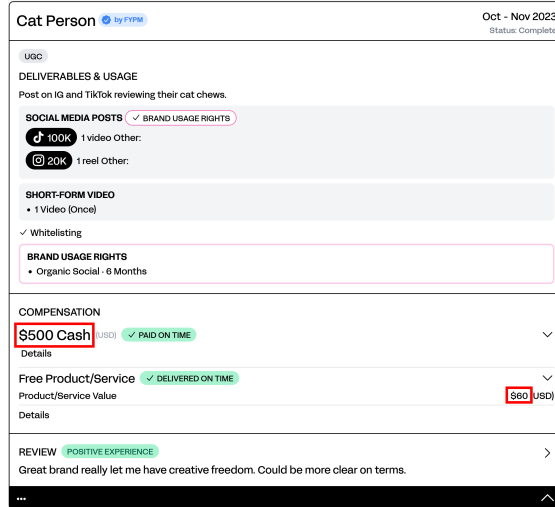 Cat Person by FYPM
Oct - Nov 2023
Status: Complete
UGC
DELIVERABLES & USAGE
Post on IG and TikTok reviewing their cat chews.
SOCIAL MEDIA POSTS ✓ BRAND USAGE RIGHTS
100K 1 video Other:
20K 1 reel Other:
SHORT-FORM VIDEO
• 1 Video (Once)
✓ Whitelisting
BRAND USAGE RIGHTS
• Organic Social · 6 Months
COMPENSATION
$500 Cash (USD) ✓ PAID ON TIME
Details
Free Product/Service ✓ DELIVERED ON TIME
Product/Service Value $60 USD)
Details
REVIEW POSITIVE EXPERIENCE
Great brand really let me have creative freedom. Could be more clear on terms.
...